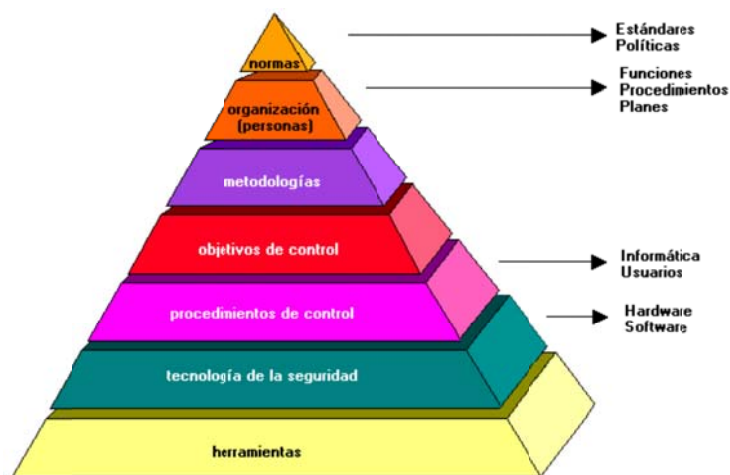 normas
Estándares
Políticas
organización
(personas)
Funciones
Procedimientos
Planes
metodologías
objetivos de control
Informática
Usuarios
procedimientos de control
Hardware
Software
tecnología de la seguridad
herramientas